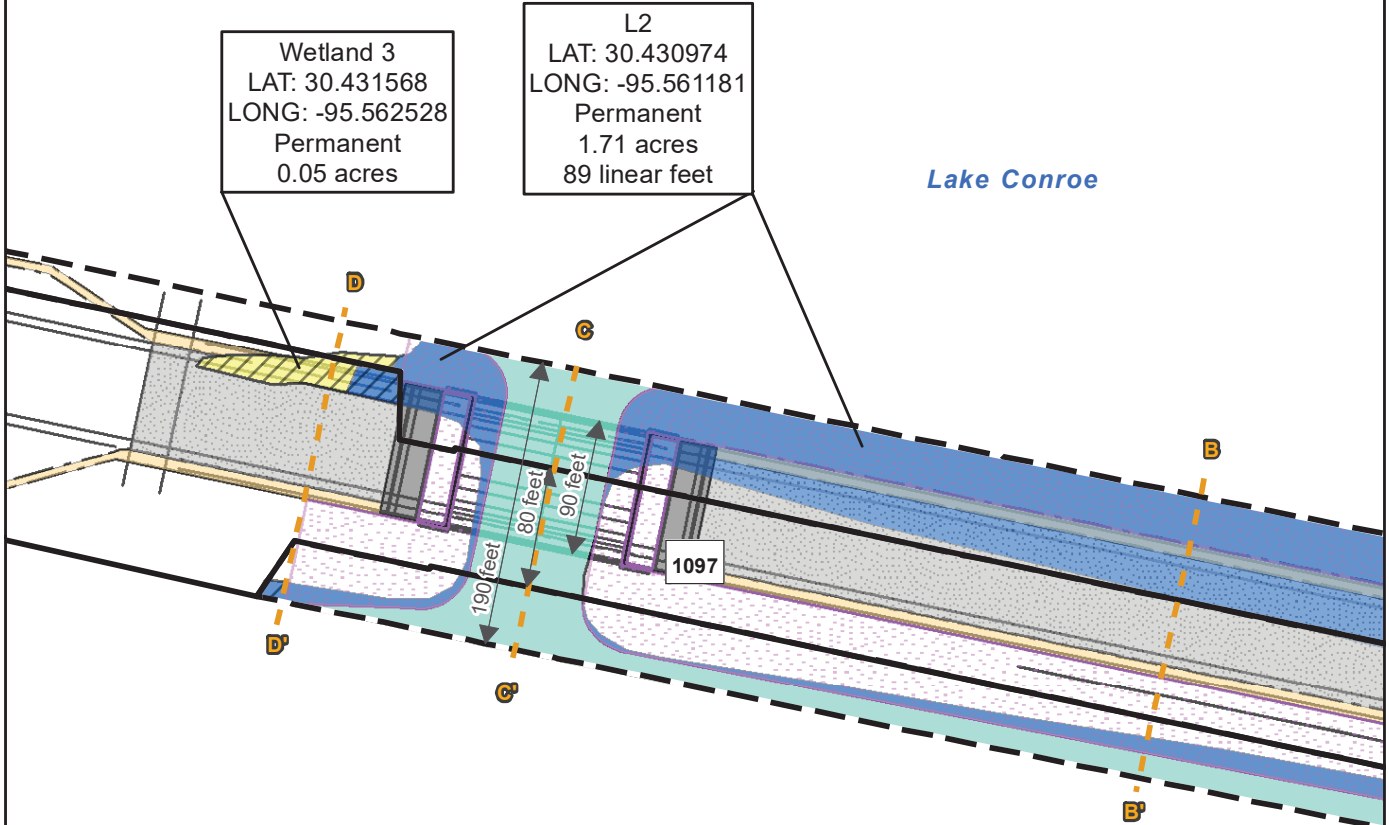 Wetland 3
LAT: 30.431568
LONG: -95.562528
Permanent
0.05 acres
L2
LAT: 30.430974
LONG: -95.561181
Permanent
1.71 acres
89 linear feet
Lake Conroe
D
C
B
190 feet
80 feet
90 feet
1097
D'
C'
B'